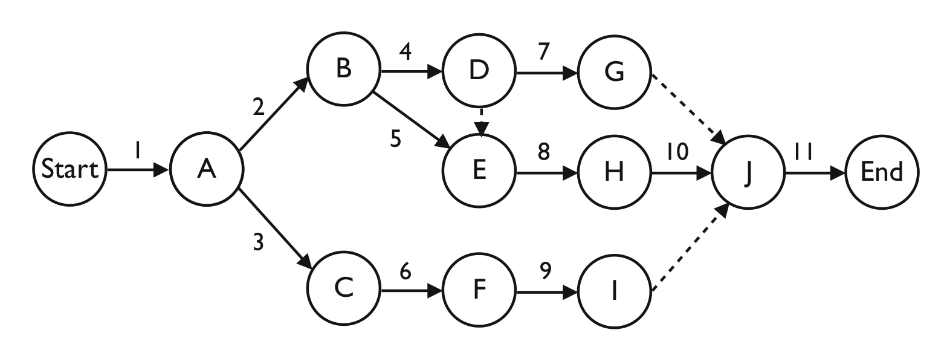 B 4 D 7 G
2 5
Start 1 A E 8 H 10 J 11 End
3
C 6 F 9 I